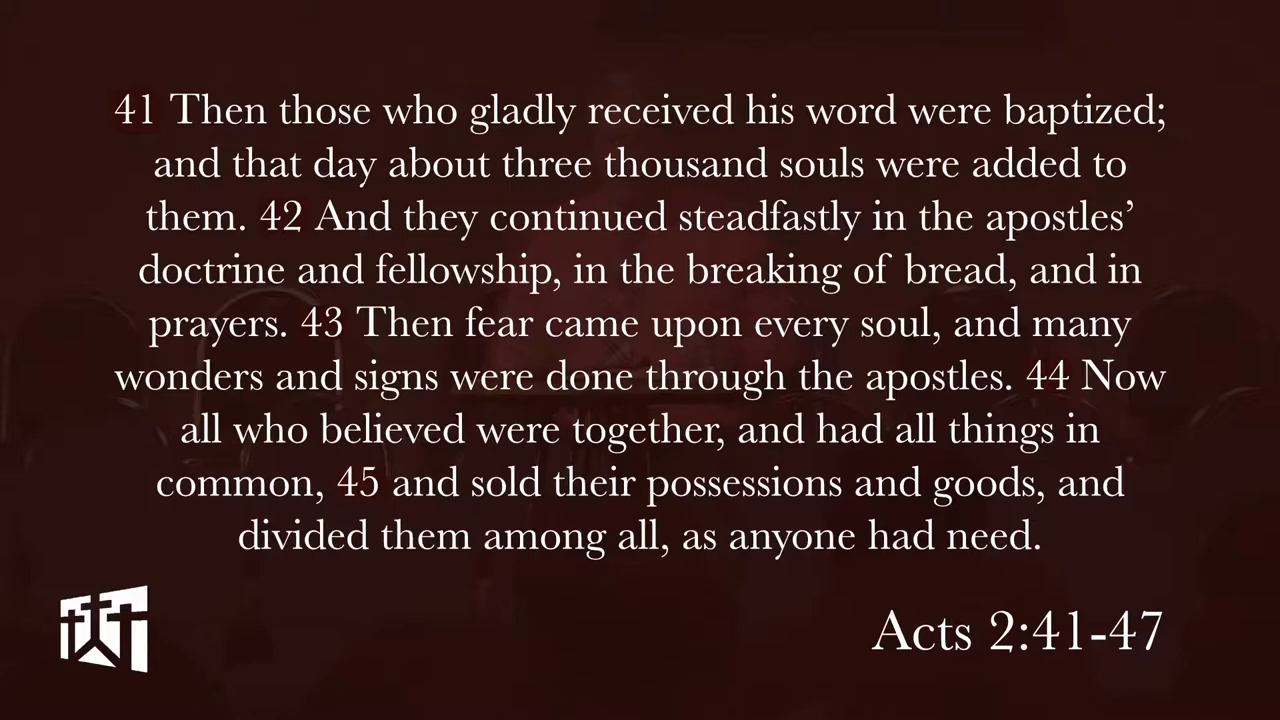 41 Then those who gladly received his word were baptized;
and that day about three thousand souls were added to
them. 42 And they continued steadfastly in the apostles’
doctrine and fellowship, in the breaking of bread, and in
prayers. 43 Then fear came upon every soul, and many
wonders and signs were done through the apostles. 44 Now
all who believed were together, and had all things in
common, 45 and sold their possessions and goods, and
divided them among all, as anyone had need.
Acts 2:41-47